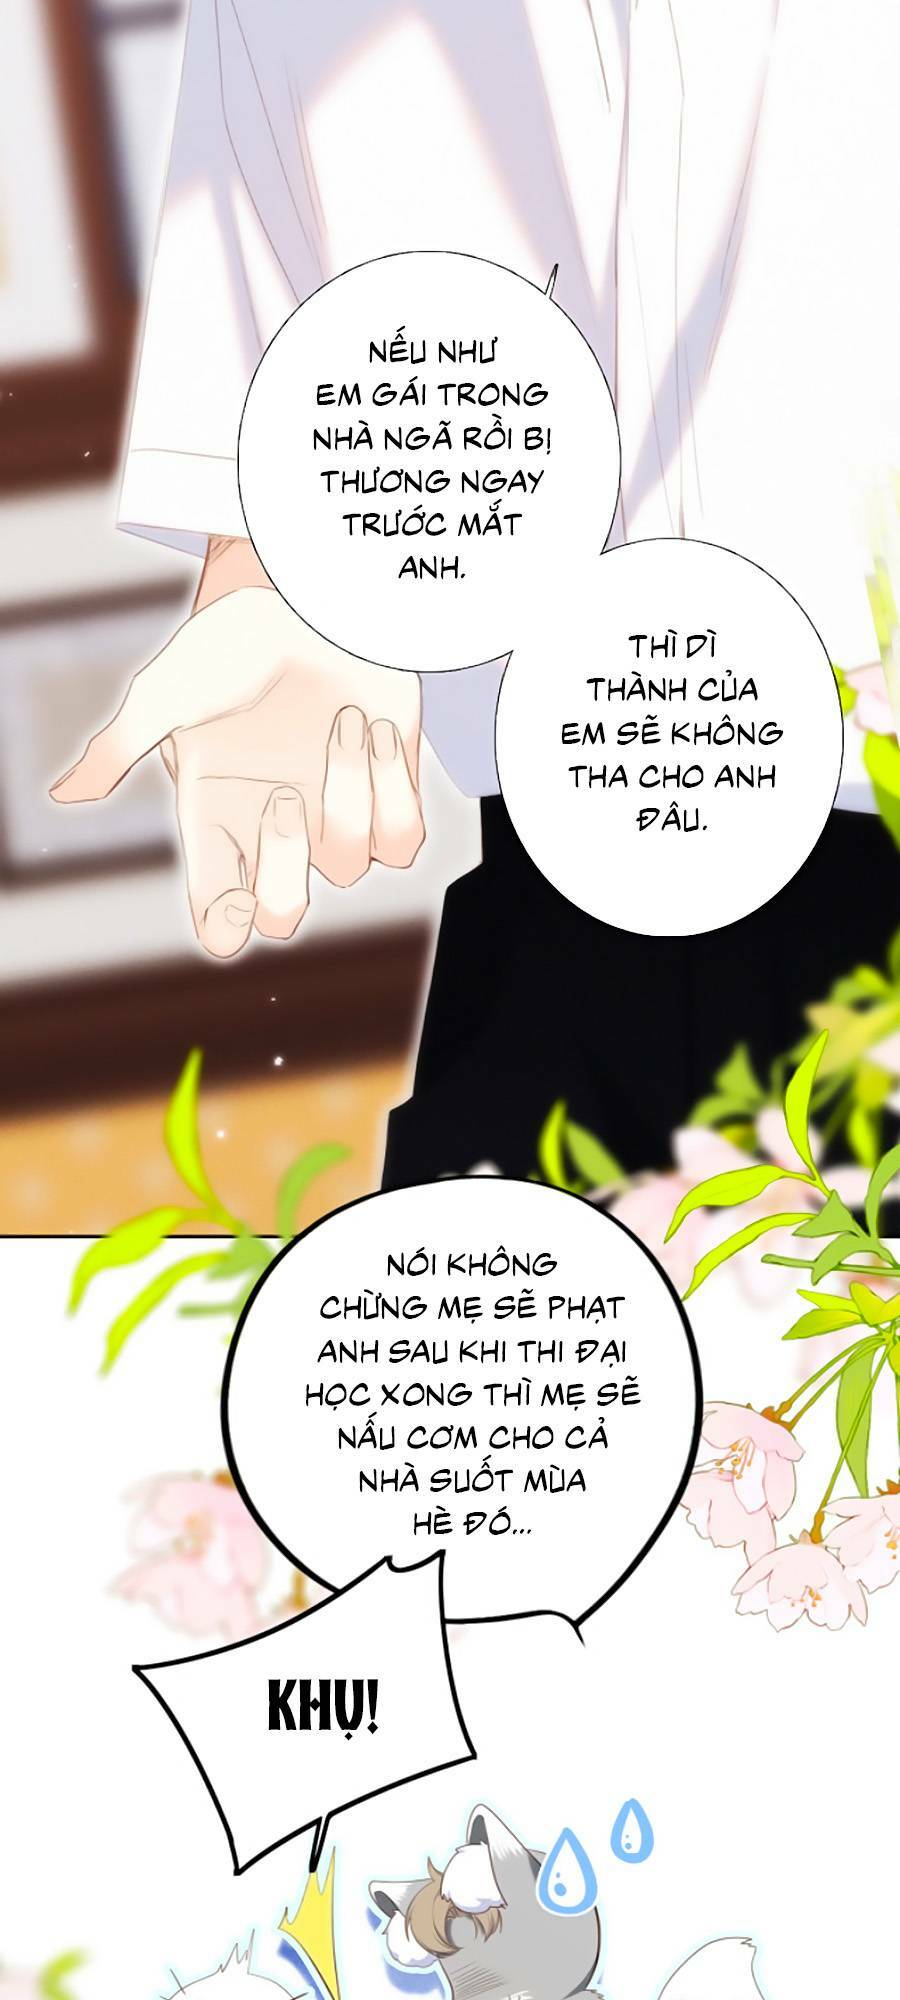 NẾU NHƯ
EM GÁI TRONG
NHÀ NGÃ RỒI BỊ
THƯƠNG NGAY
TRƯỚC MẮT
ANH.
THÌ DÌ
THÀNH CỦA
EM SẼ KHÔNG
THA CHO ANH
ĐÂU.
NÓI KHÔNG
CHỪNG MẸ SẼ PHẠT
ANH SAU KHI THI ĐẠI
HỌC XONG THÌ MẸ SẼ
NẤU CƠM CHO CẢ
NHÀ SUỐT MÙA
HÈ ĐÓ...
KHỤ!